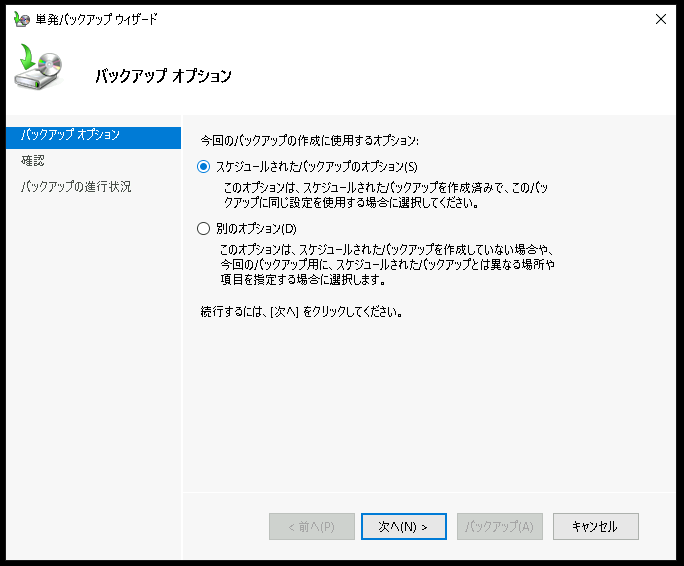 単発バックアップ ウィザード
バックアップ オプション
バックアップ オプション
確認
バックアップの進行状況
今回のバックアップの作成に使用するオプション:
スケジュールされたバックアップのオプション(S)
このオプションは、スケジュールされたバックアップを作成済みで、このバッ
クアップに同じ設定を使用する場合に選択してください。
別のオプション(D)
このオプションは、スケジュールされたバックアップを作成していない場合や、
今回のバックアップ用に、スケジュールされたバックアップとは異なる場所や
項目を指定する場合に選択します。
続行するには、[次へ] をクリックしてください。
< 前へ(P)
次へ(N) >
バックアップ(A)
キャンセル